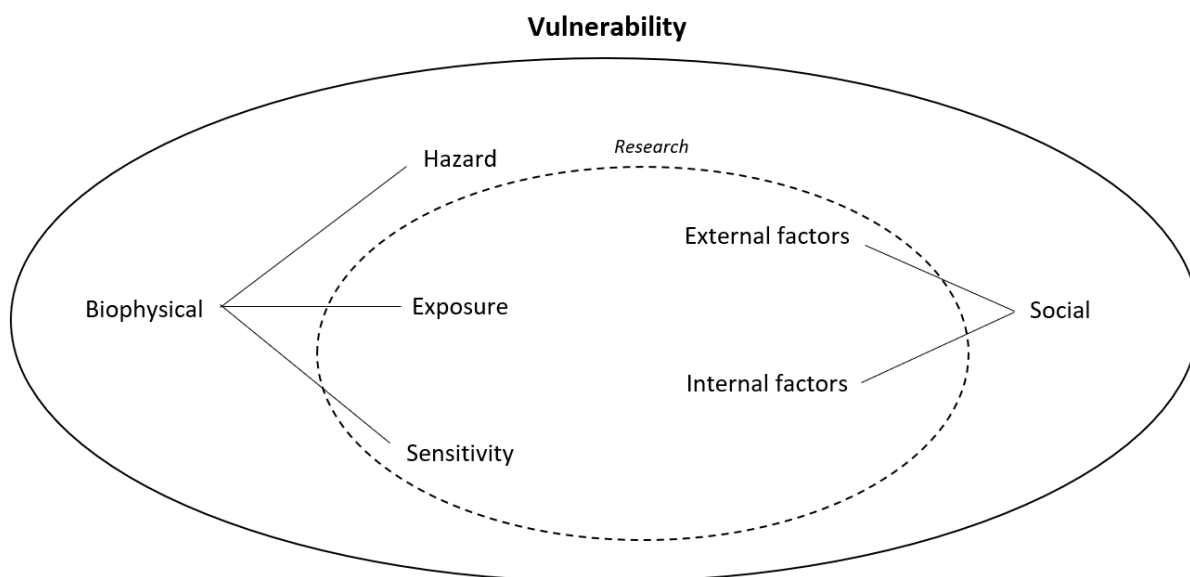 Vulnerability
Research
Hazard
External factors
Biophysical
Exposure
Social
Internal factors
Sensitivity